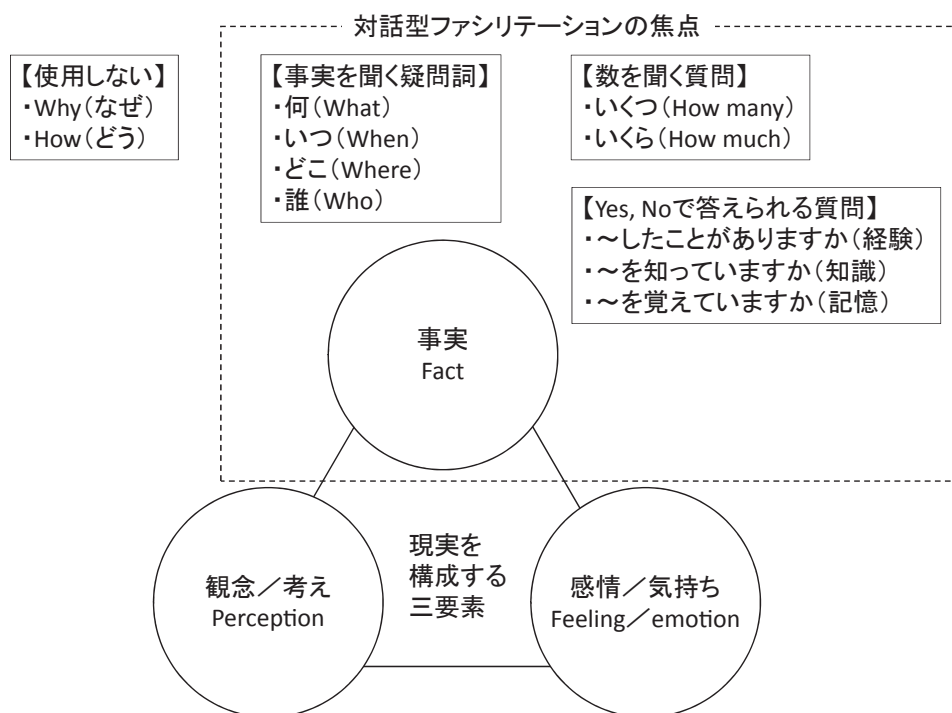 対話型ファシリテーションの焦点
【使用しない】
・Why(なぜ)
・How(どう)
【事実を聞く疑問詞】
・何(What)
・いつ(When)
・どこ(Where)
・誰(Who)
【数を聞く質問】
・いくつ(How many)
・いくら(How much)
【Yes, Noで答えられる質問】
・〜したことがありますか(経験)
・〜を知っていますか(知識)
・〜を覚えていますか(記憶)
事実
Fact
現実を
構成する
三要素
観念／考え
Perception
感情／気持ち
Feeling／emotion